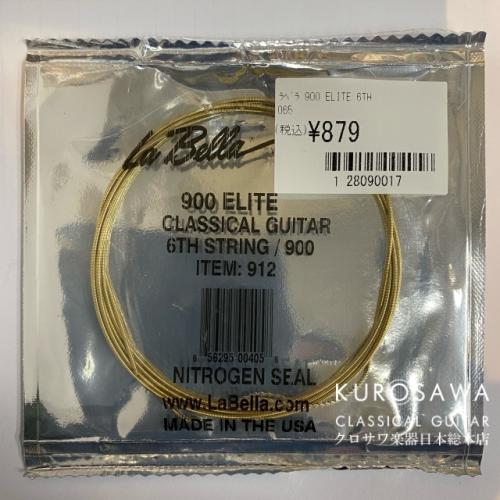 ラベラ 900 ELITE 6TH
065
(税込) ¥879
1 28090017
La Bella
900 ELITE
CLASSICAL GUITAR
6TH STRING / 900
ITEM: 912
6 56295 00405
NITROGEN SEAL
www.LaBella.com
MADE IN THE USA
KUROSAWA
CLASSICAL GUITAR
クロサワ楽器日本総本店